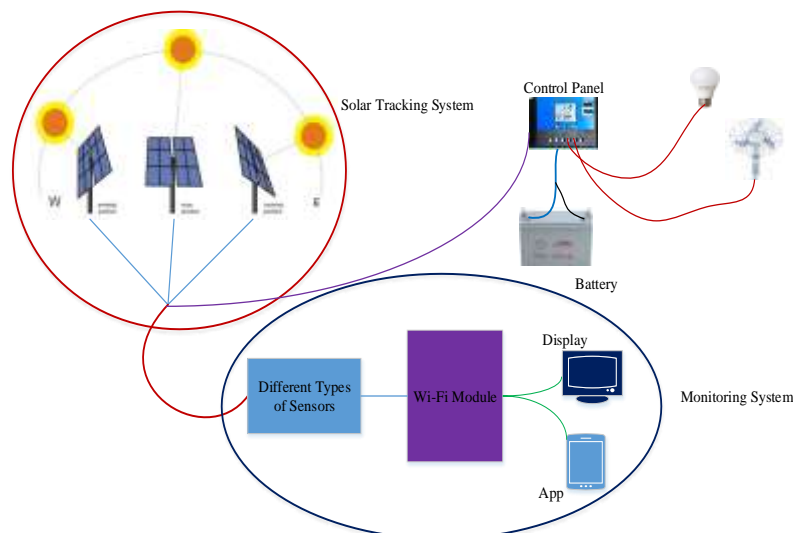 Solar Tracking System
Control Panel
W
E
Battery
Display
Different Types
of Sensors
Wi-Fi Module
Monitoring System
App